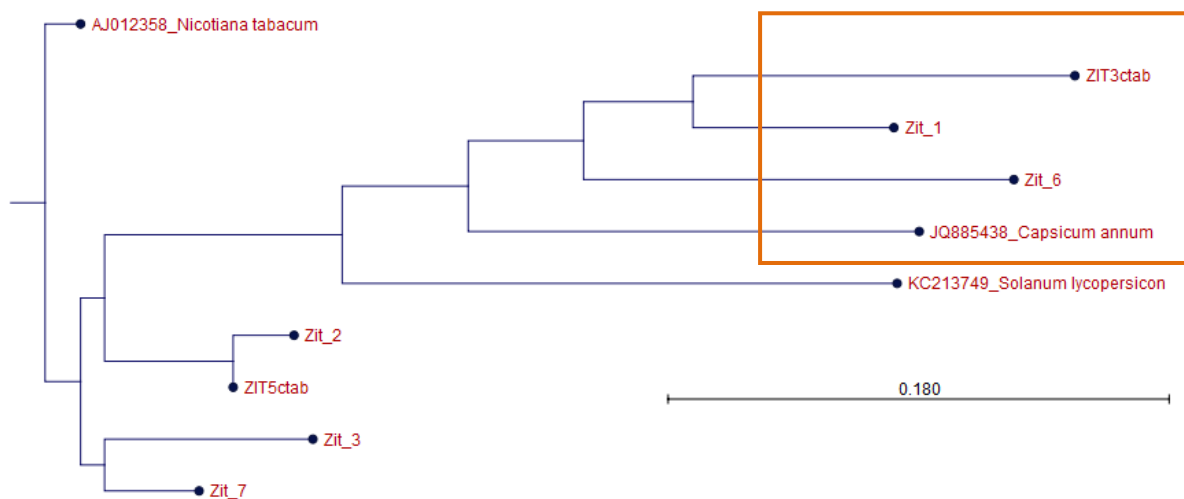 AJ012358_Nicotiana tabacum
ZIT3ctab
Zit_1
Zit_6
JQ885438_Capsicum annum
KC213749_Solanum lycopersicon
Zit_2
ZIT5ctab
0.180
Zit_3
Zit_7